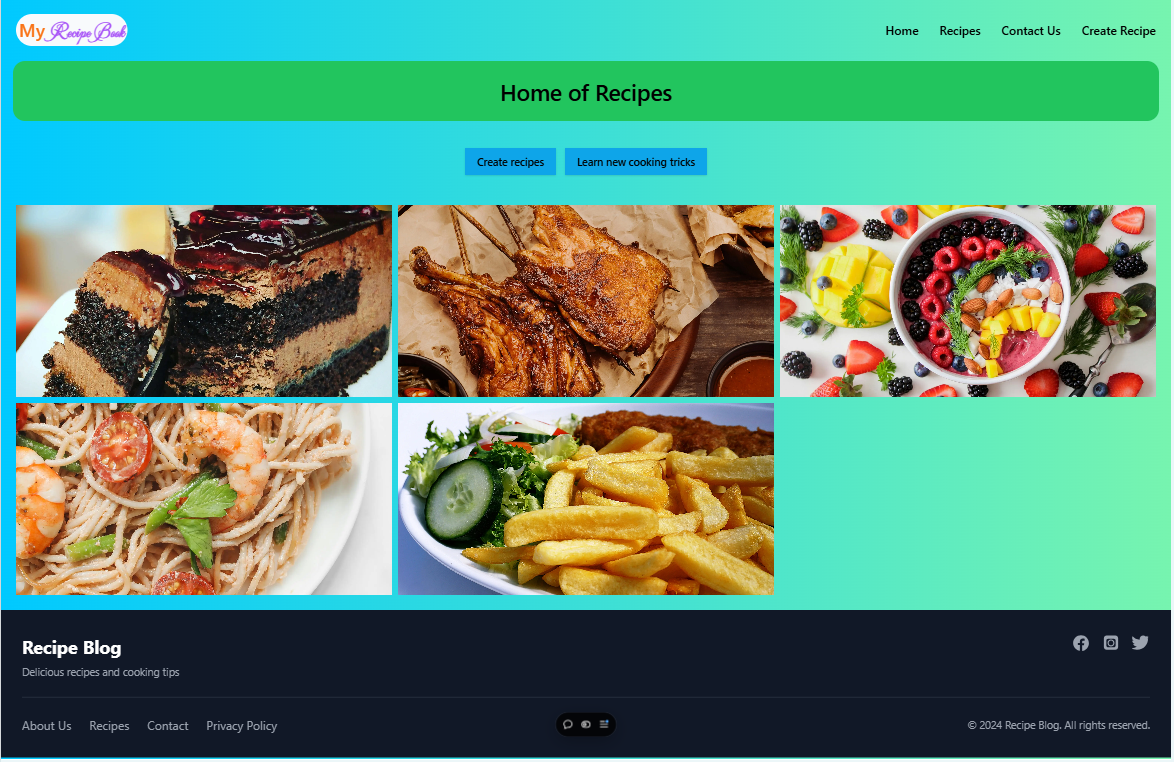 My Recipe Book
Home Recipes Contact Us Create Recipe
Home of Recipes
Create recipes Learn new cooking tricks
Recipe Blog
Delicious recipes and cooking tips
About Us Recipes Contact Privacy Policy
© 2024 Recipe Blog. All rights reserved.